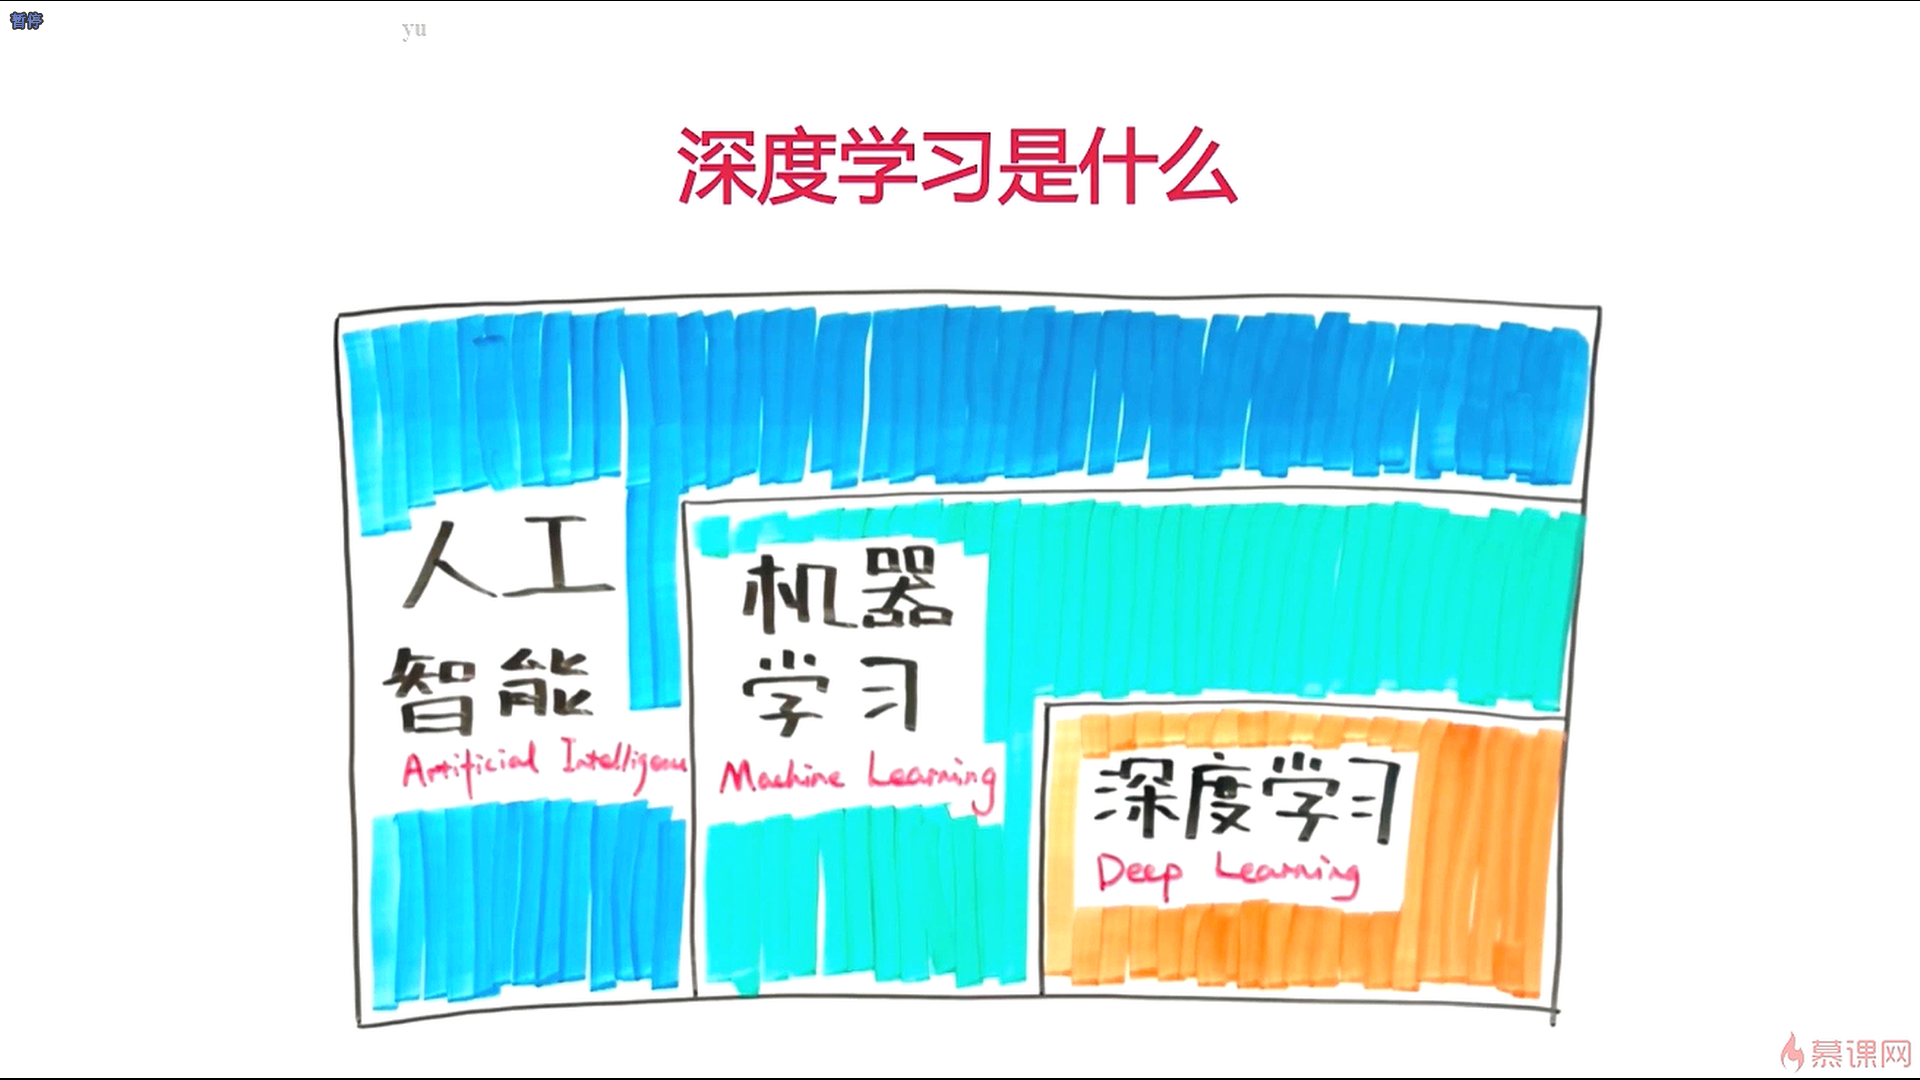 暂停
yu
深度学习是什么
人工
智能
Artificial Intelligence
机器
学习
Machine Learning
深度学习
Deep Learning
慕课网